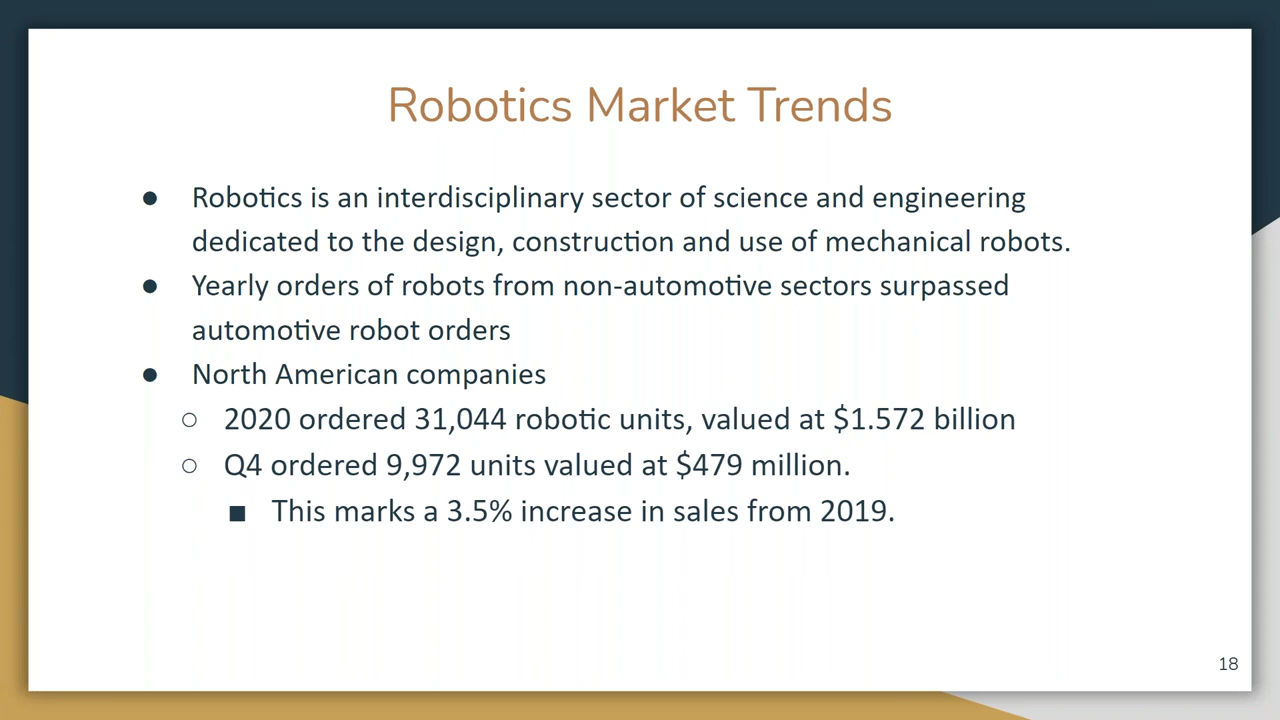 Robotics Market Trends
● Robotics is an interdisciplinary sector of science and engineering
dedicated to the design, construction and use of mechanical robots.
● Yearly orders of robots from non-automotive sectors surpassed
automotive robot orders
● North American companies
○ 2020 ordered 31,044 robotic units, valued at $1.572 billion
○ Q4 ordered 9,972 units valued at $479 million.
■ This marks a 3.5% increase in sales from 2019.
18